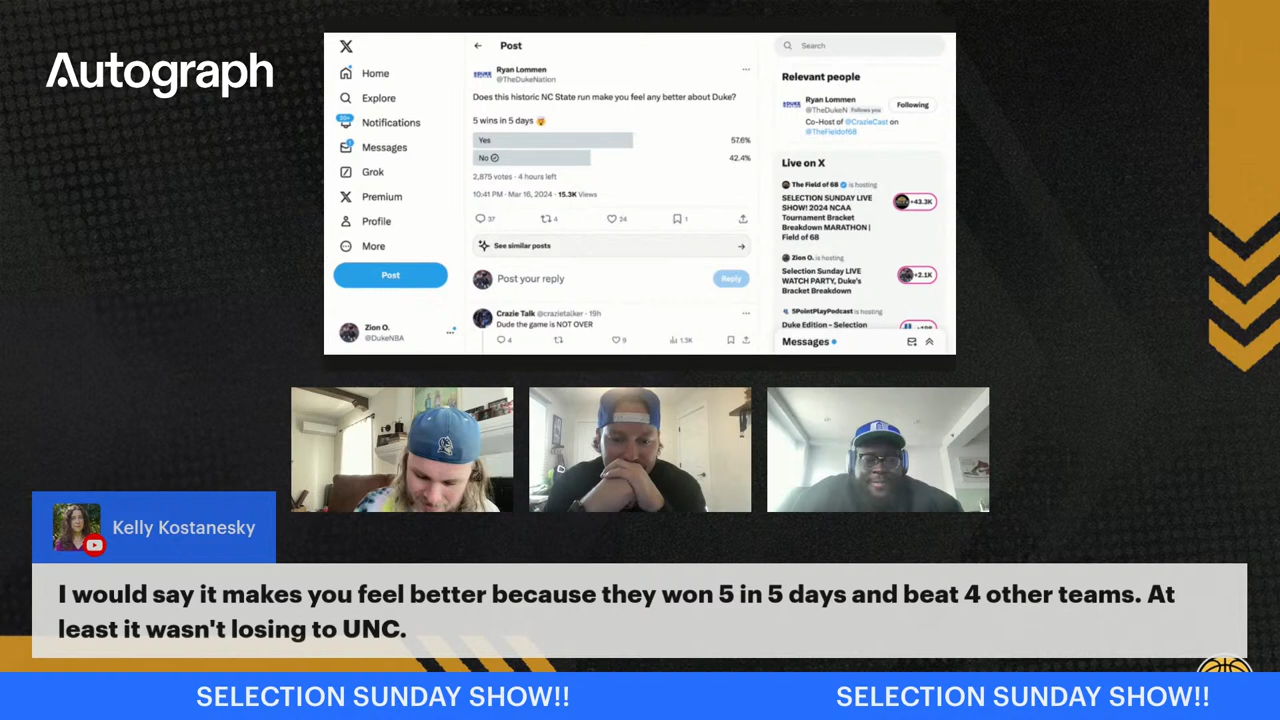 Autograph
Home
Explore
20+
Notifications
Messages
Grok
Premium
Profile
More
Post
Zion O.
@DukeNBA
Post
Ryan Lommen
@TheDukeNation
Does this historic NC State run make you feel any better about Duke?
5 wins in 5 days 🤯
Yes 57.6%
No 42.4%
2,875 votes · 4 hours left
10:41 PM · Mar 16, 2024 · 15.3K Views
37 4 24 1
See similar posts
Post your reply
Reply
Crazie Talk @crazietalker · 19h
Dude the game is NOT OVER
4 9 1.3K
Search
Relevant people
Ryan Lommen
@TheDukeN Follows you
Following
Co-Host of @CrazieCast on
@TheFieldof68
Live on X
The Field of 68 is hosting
SELECTION SUNDAY LIVE
SHOW! 2024 NCAA
Tournament Bracket
Breakdown MARATHON |
Field of 68
+43.3K
Zion O. is hosting
Selection Sunday LIVE
WATCH PARTY, Duke's
Bracket Breakdown
+2.1K
5PointPlayPodcast is hosting
Duke Edition - Selection
Messages
Kelly Kostanesky
I would say it makes you feel better because they won 5 in 5 days and beat 4 other teams. At
least it wasn't losing to UNC.
SELECTION SUNDAY SHOW!! SELECTION SUNDAY SHOW!!